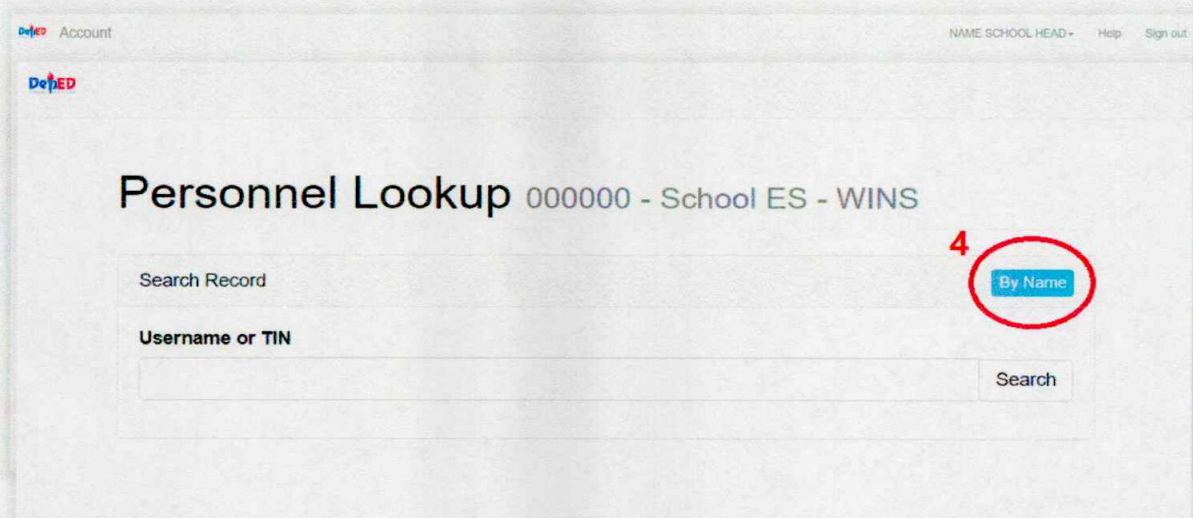 DepED Account NAME SCHOOL HEAD Help Sign out
DepED
Personnel Lookup 000000 - School ES - WINS
4
Search Record By Name
Username or TIN
Search